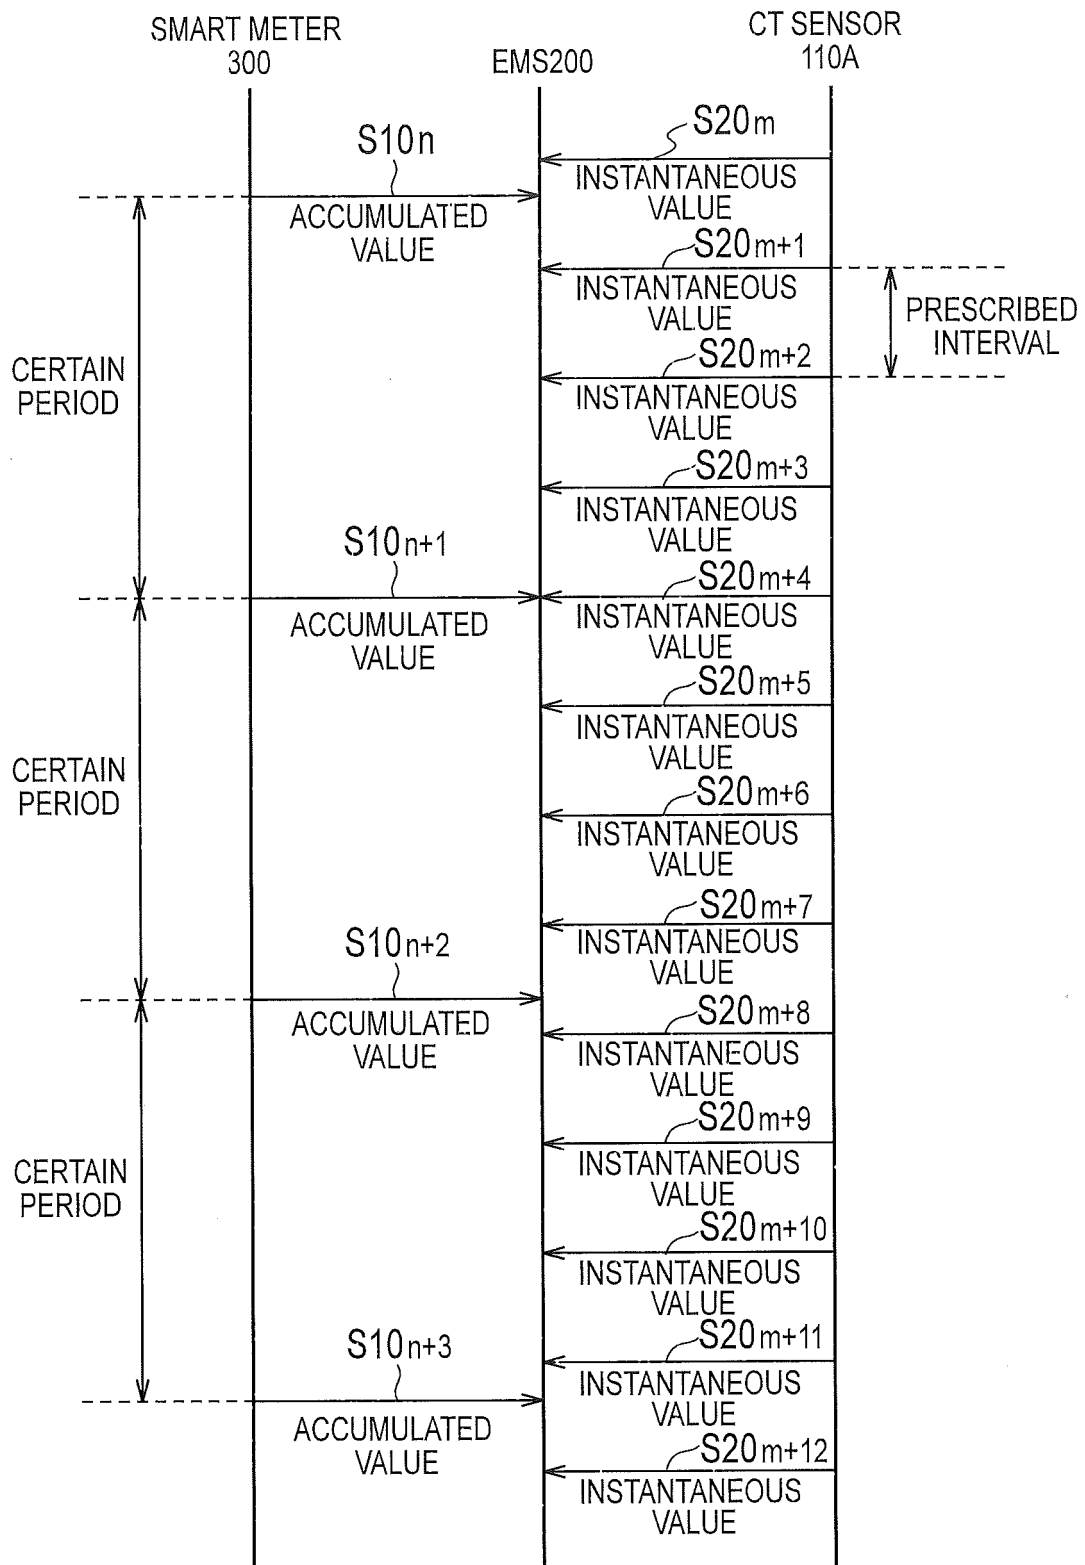 SMART METER
300
EMS200
CT SENSOR
110A
S20m
INSTANTANEOUS
VALUE
S10n
ACCUMULATED
VALUE
S20m+1
INSTANTANEOUS
VALUE
PRESCRIBED
INTERVAL
S20m+2
INSTANTANEOUS
VALUE
CERTAIN
PERIOD
S20m+3
INSTANTANEOUS
VALUE
S10n+1
ACCUMULATED
VALUE
S20m+4
INSTANTANEOUS
VALUE
S20m+5
INSTANTANEOUS
VALUE
CERTAIN
PERIOD
S20m+6
INSTANTANEOUS
VALUE
S20m+7
INSTANTANEOUS
VALUE
S10n+2
ACCUMULATED
VALUE
S20m+8
INSTANTANEOUS
VALUE
S20m+9
INSTANTANEOUS
VALUE
CERTAIN
PERIOD
S20m+10
INSTANTANEOUS
VALUE
S20m+11
INSTANTANEOUS
VALUE
S10n+3
ACCUMULATED
VALUE
S20m+12
INSTANTANEOUS
VALUE